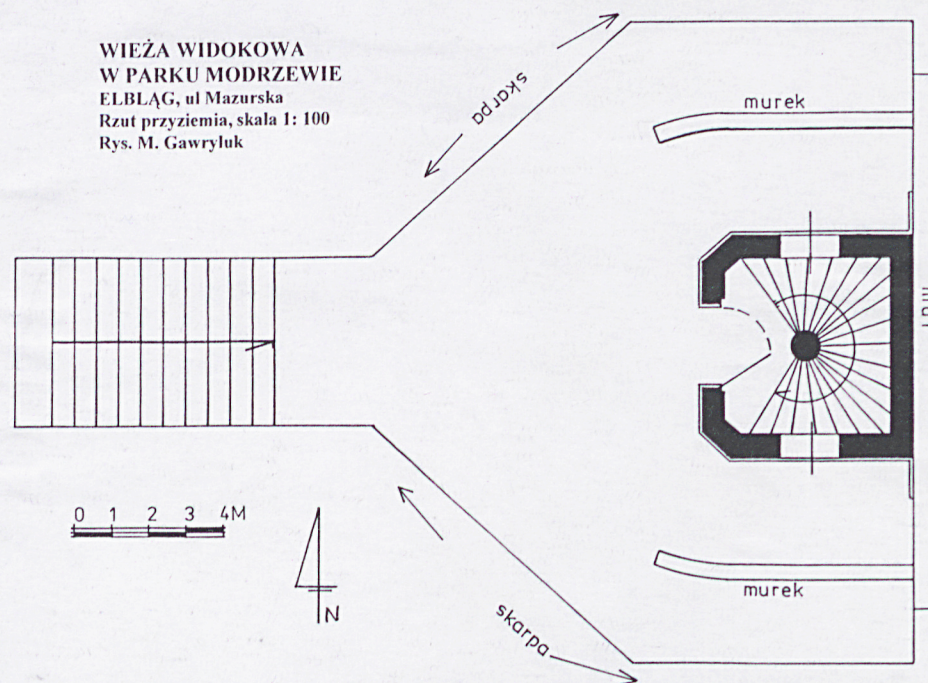 WIEŻA WIDOKOWA
W PARKU MODRZEWIE
ELBLĄG, ul Mazurska
Rzut przyziemia, skala 1: 100
Rys. M. Gawryluk
skarpa
murek
0 1 2 3 4M
N
skarpa
murek